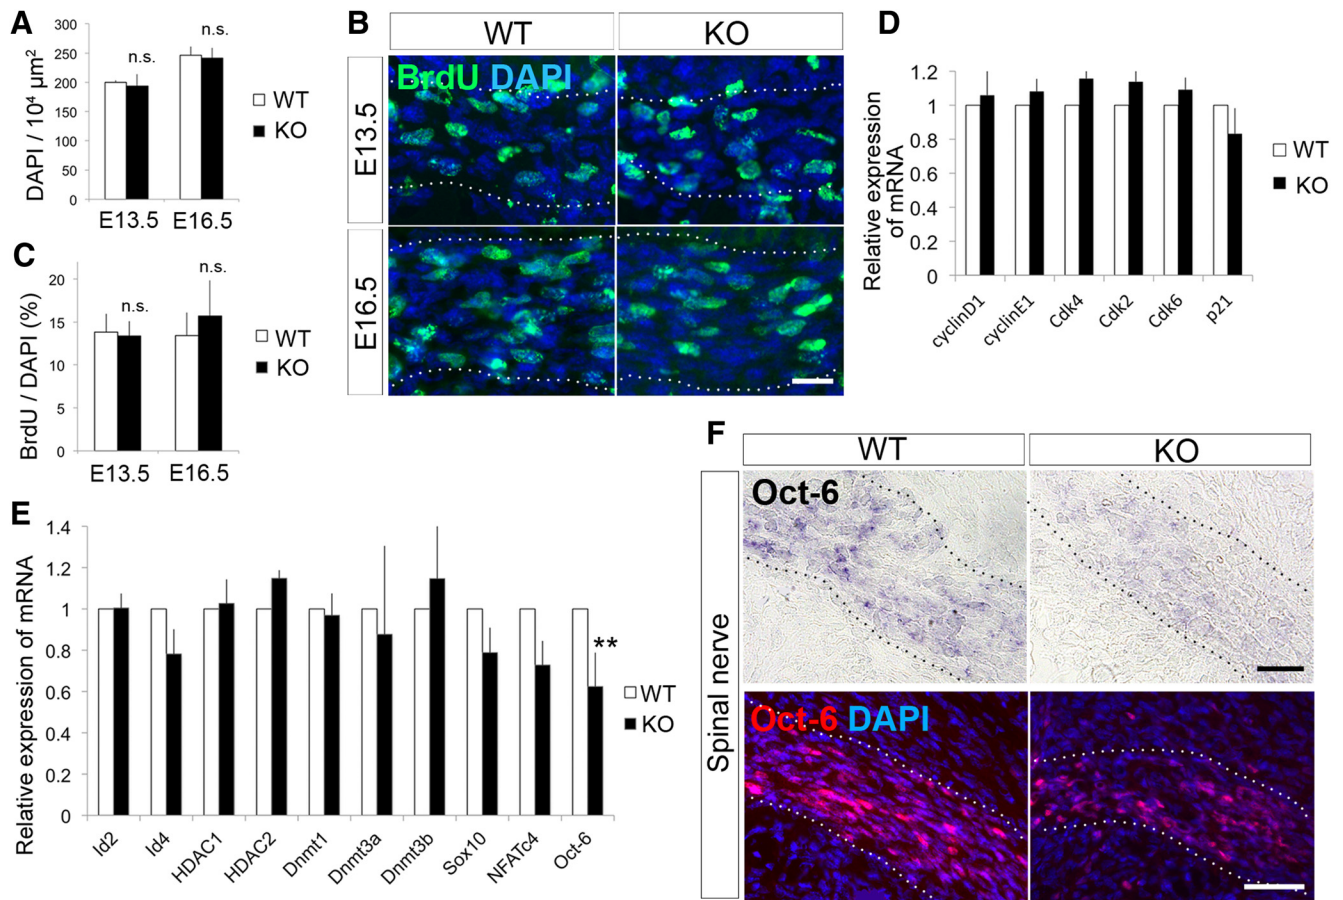 A
300
250
200
150
100
50
0
DAPI / 10⁴ µm²
n.s.
n.s.
E13.5 E16.5
WT
KO
B
WT KO
BrdU DAPI
E13.5
E16.5
C
20
15
10
5
0
BrdU / DAPI (%)
n.s.
n.s.
E13.5 E16.5
WT
KO
D
1.2
1
0.8
0.6
0.4
0.2
0
Relative expression
of mRNA
cyclinD1 cyclinE1 Cdk4 Cdk2 Cdk6 p21
WT
KO
E
1.4
1.2
1
0.8
0.6
0.4
0.2
0
Relative expression of mRNA
**
Id2 Id4 HDAC1 HDAC2 Dnmt1 Dnmt3a Dnmt3b Sox10 NFATc4 Oct-6
WT
KO
F
WT KO
Spinal nerve
Oct-6
Oct-6 DAPI